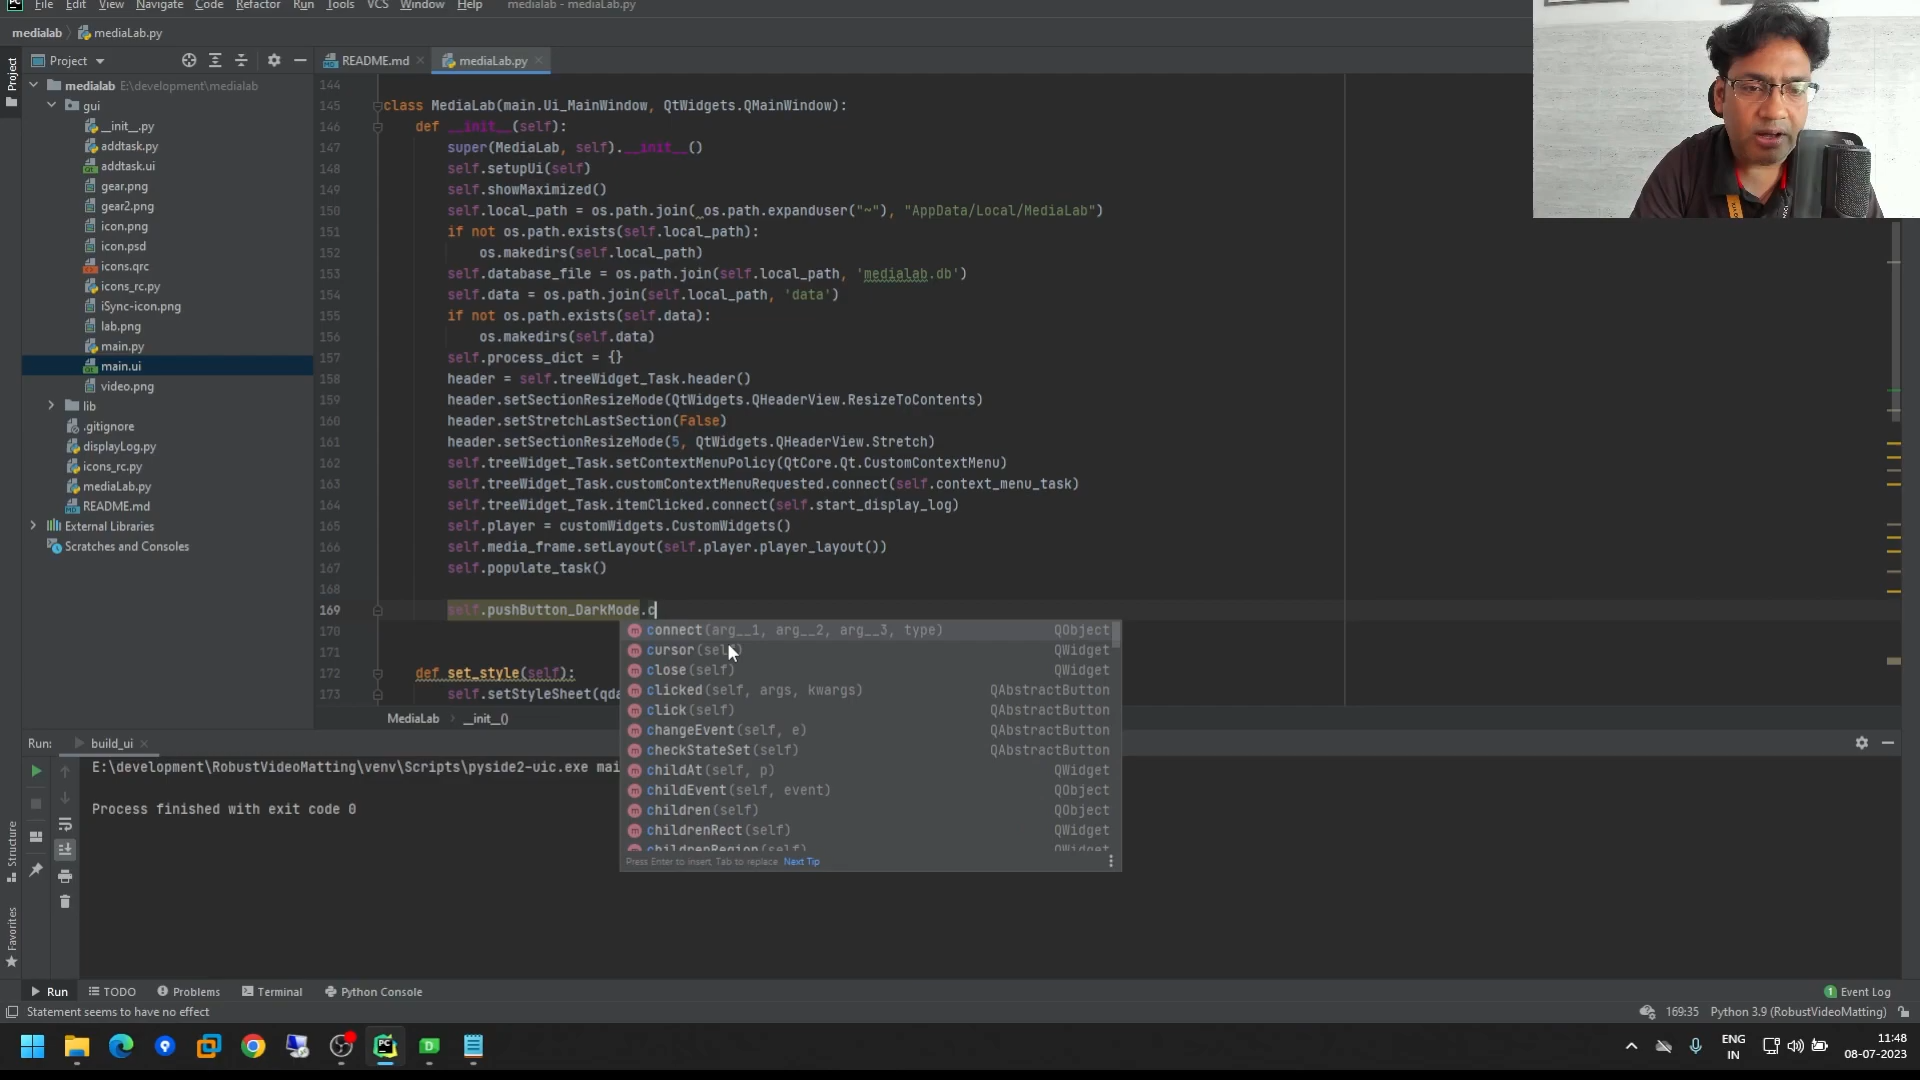 File Edit View Navigate Code Refactor Run Tools VCS Window Help medialab - mediaLab.py
medialab mediaLab.py
Project
README.md
mediaLab.py
Project
medialab E:\development\medialab
gui
__init__.py
addtask.py
addtask.ui
gear.png
gear2.png
icon.png
icon.psd
icons.qrc
icons_rc.py
iSync-icon.png
lab.png
main.py
main.ui
video.png
lib
.gitignore
displayLog.py
icons_rc.py
mediaLab.py
README.md
External Libraries
Scratches and Consoles
144
145 class MediaLab(main.Ui_MainWindow, QtWidgets.QMainWindow):
146 def __init__(self):
147 super(MediaLab, self).__init__()
148 self.setupUi(self)
149 self.showMaximized()
150 self.local_path = os.path.join( os.path.expanduser("~"), "AppData/Local/MediaLab")
151 if not os.path.exists(self.local_path):
152 os.makedirs(self.local_path)
153 self.database_file = os.path.join(self.local_path, 'medialab.db')
154 self.data = os.path.join(self.local_path, 'data')
155 if not os.path.exists(self.data):
156 os.makedirs(self.data)
157 self.process_dict = {}
158 header = self.treeWidget_Task.header()
159 header.setSectionResizeMode(QtWidgets.QHeaderView.ResizeToContents)
160 header.setStretchLastSection(False)
161 header.setSectionResizeMode(5, QtWidgets.QHeaderView.Stretch)
162 self.treeWidget_Task.setContextMenuPolicy(QtCore.Qt.CustomContextMenu)
163 self.treeWidget_Task.customContextMenuRequested.connect(self.context_menu_task)
164 self.treeWidget_Task.itemClicked.connect(self.start_display_log)
165 self.player = customWidgets.CustomWidgets()
166 self.media_frame.setLayout(self.player.player_layout())
167 self.populate_task()
168
169 self.pushButton_DarkMode.c
170
171
172 def set_style(self):
173 self.setStyleSheet(qda
connect(arg__1, arg__2, arg__3, type) QObject
cursor(self) QWidget
close(self) QWidget
clicked(self, args, kwargs) QAbstractButton
click(self) QAbstractButton
changeEvent(self, e) QAbstractButton
checkStateSet(self) QAbstractButton
childAt(self, p) QWidget
childEvent(self, event) QObject
children(self) QObject
childrenRect(self) QWidget
childrenRegion(self) QWidget
Press Enter to insert, Tab to replace Next Tip
MediaLab __init__()
Run: build_ui
E:\development\RobustVideoMatting\venv\Scripts\pyside2-uic.exe mai
Process finished with exit code 0
Structure
Favorites
Run TODO Problems Terminal Python Console
1 Event Log
Statement seems to have no effect
169:35 Python 3.9 (RobustVideoMatting)
PC
D
ENG
IN
11:48
08-07-2023